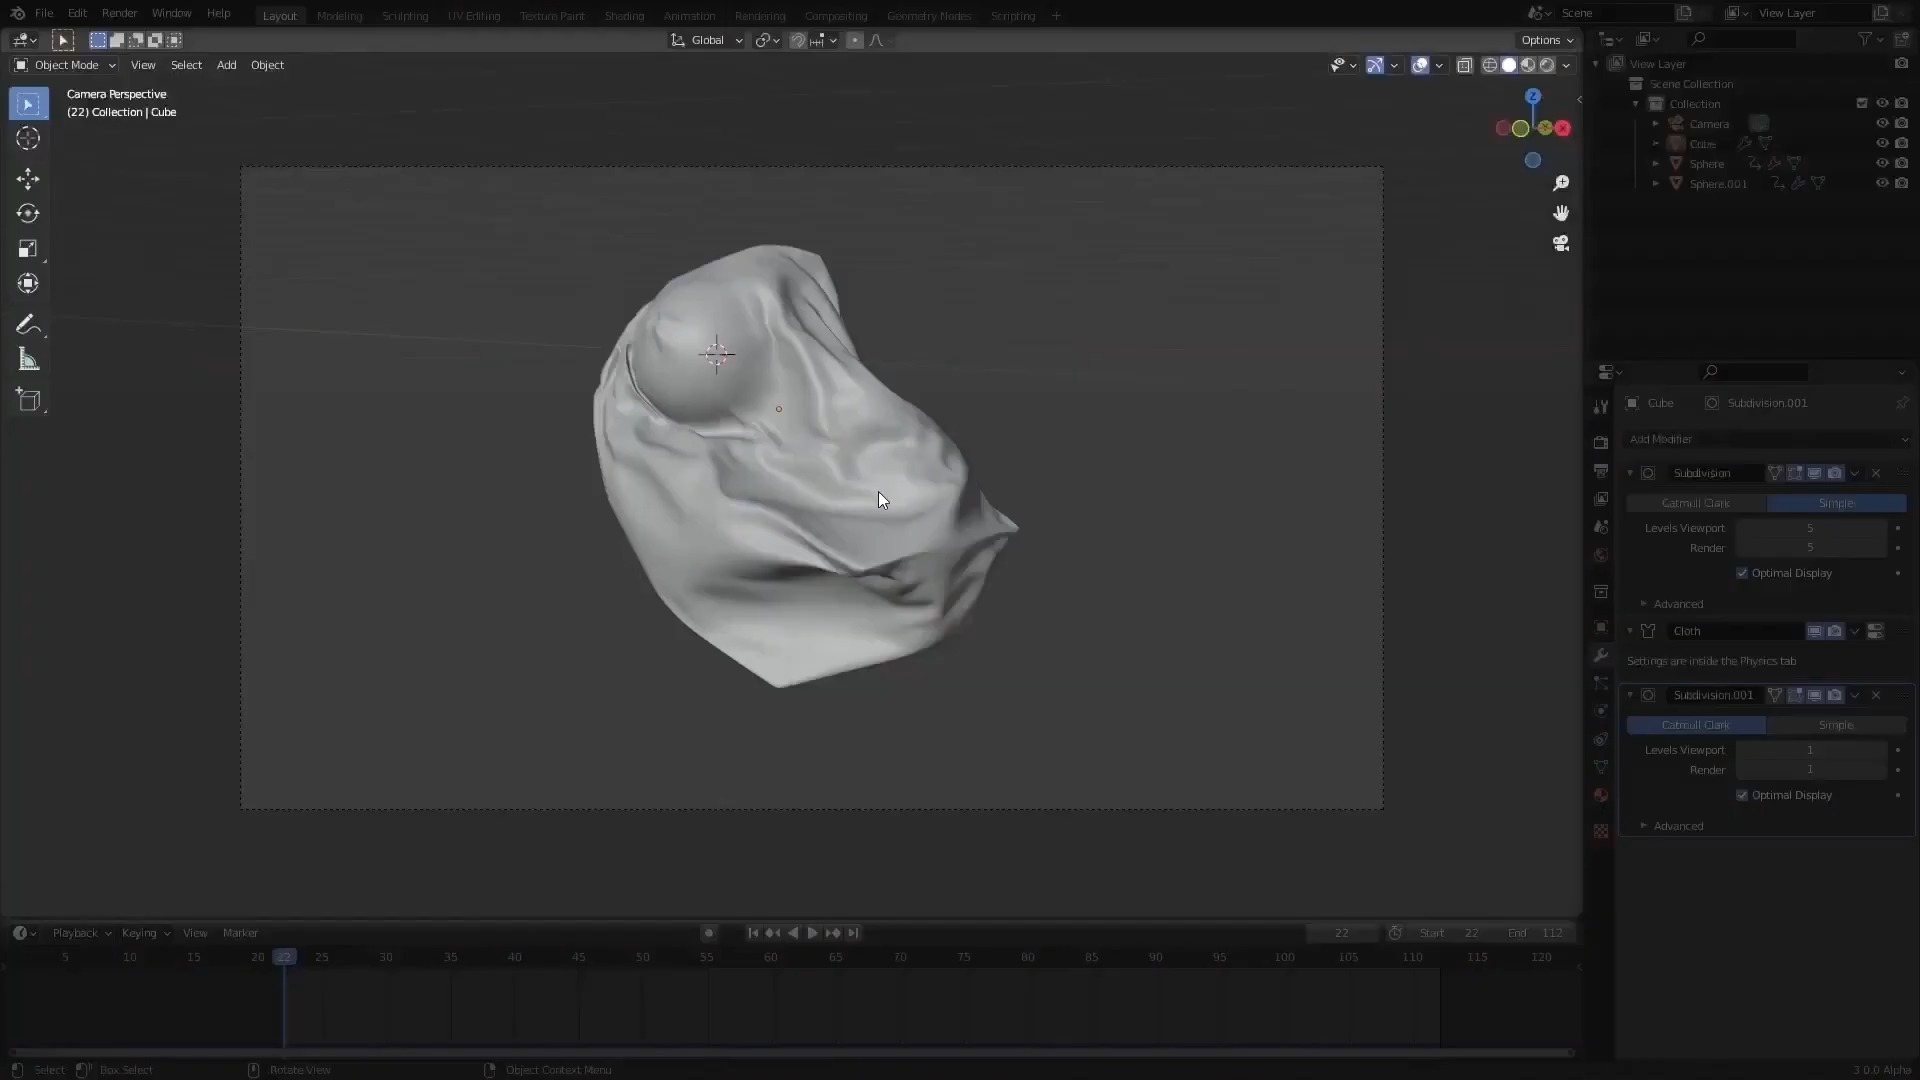 File Edit Render Window Help Layout Modeling Sculpting UV Editing Texture Paint Shading Animation Rendering Compositing Geometry Nodes Scripting + Scene View Layer
Global Options
Object Mode View Select Add Object
Camera Perspective
(22) Collection | Cube
Z
X
View Layer
Scene Collection
Collection
Camera
Cube
Sphere
Sphere.001
Cube Subdivision.001
Add Modifier
Subdivision
Catmull Clark Simple
Levels Viewport 5
Render 5
Optimal Display
Advanced
Cloth
Settings are inside the Physics tab
Subdivision.001
Catmull Clark Simple
Levels Viewport 1
Render 1
Optimal Display
Advanced
Playback Keying View Marker 22 Start 22 End 112
5 10 15 20 22 25 30 35 40 45 50 55 60 65 70 75 80 85 90 95 100 105 110 115 120
Select Box Select Rotate View Object Context Menu 3.0.0 Alpha